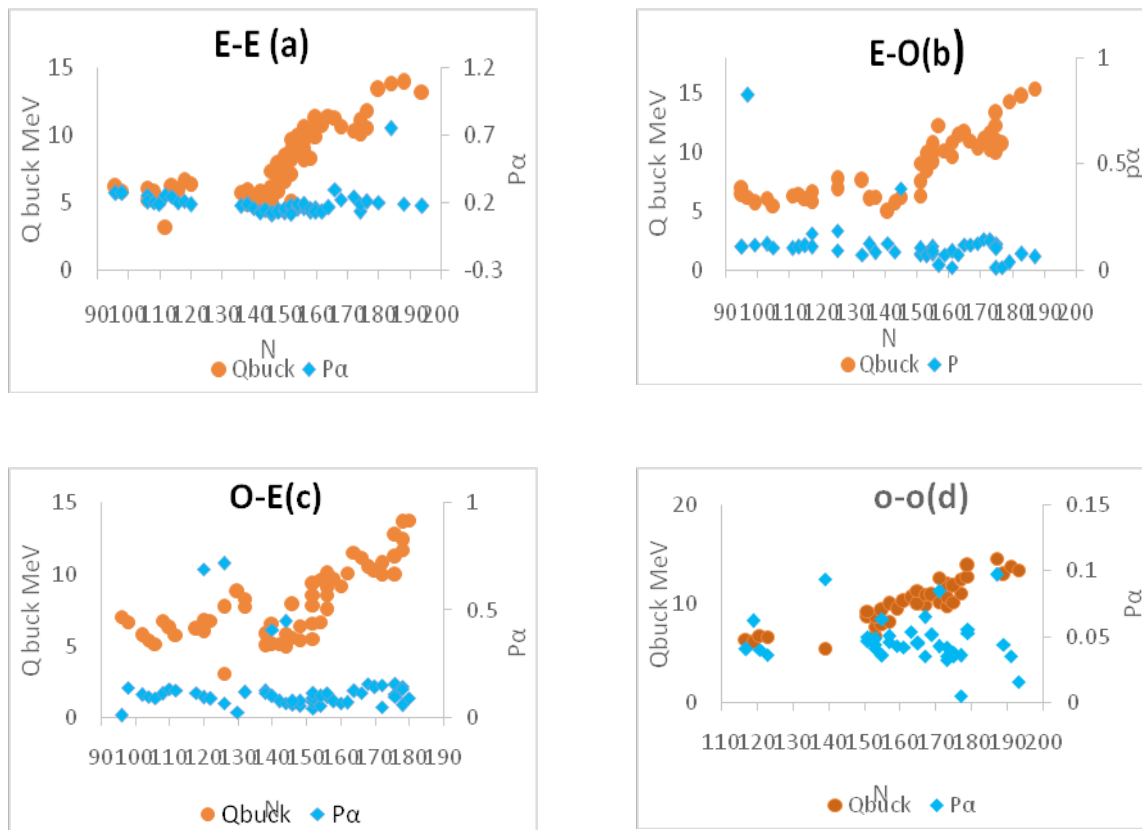 E-E (a)
Q buck MeV
15
10
5
0
1.2
0.7
0.2
-0.3
Pα
90 100 110 120 130 140 150 160 170 180 190 200
N
Qbuck Pα
E-O(b)
Q buck MeV
15
10
5
0
1
0.5
0
pα
90 100 110 120 130 140 150 160 170 180 190 200
N
Qbuck P
O-E(c)
Q buck MeV
15
10
5
0
1
0.5
0
Pα
90 100 110 120 130 140 150 160 170 180 190
N
Qbuck Pα
o-o(d)
Qbuck MeV
20
10
0
0.15
0.10
0.05
0
Pα
110 120 130 140 150 160 170 180 190 200
N
Qbuck Pα